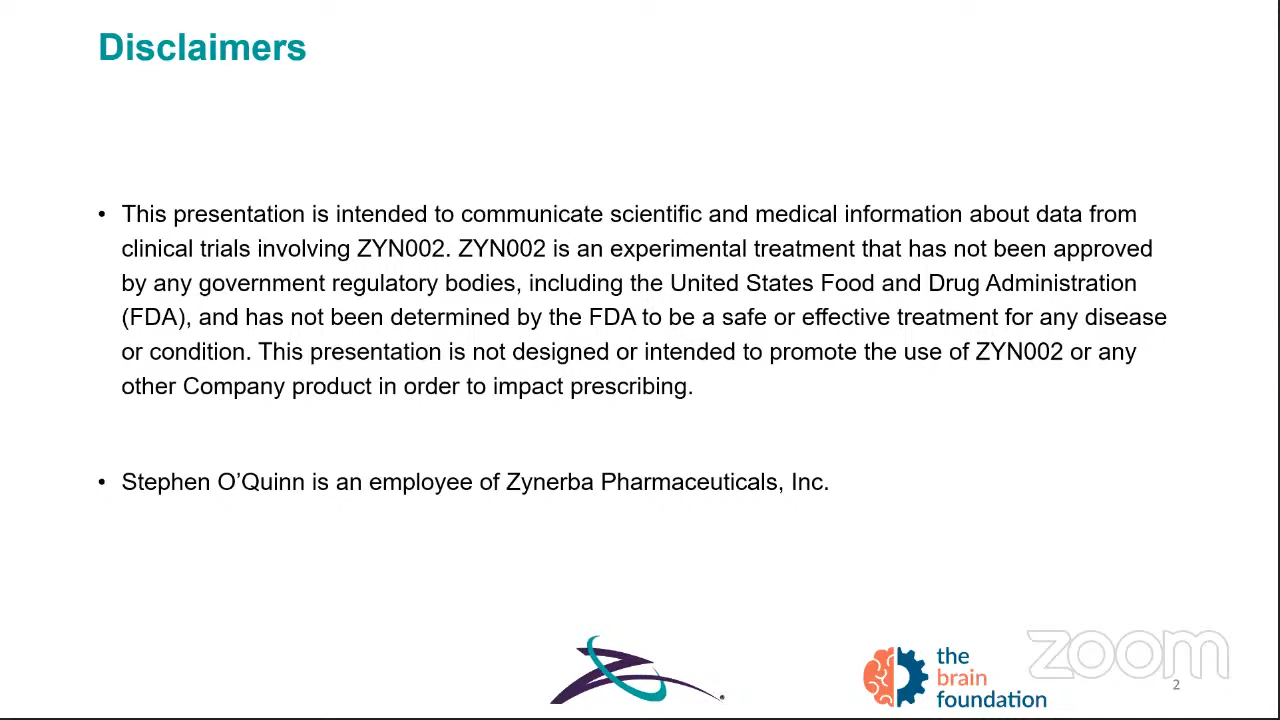 Disclaimers
• This presentation is intended to communicate scientific and medical information about data from
clinical trials involving ZYN002. ZYN002 is an experimental treatment that has not been approved
by any government regulatory bodies, including the United States Food and Drug Administration
(FDA), and has not been determined by the FDA to be a safe or effective treatment for any disease
or condition. This presentation is not designed or intended to promote the use of ZYN002 or any
other Company product in order to impact prescribing.
• Stephen O’Quinn is an employee of Zynerba Pharmaceuticals, Inc.
the
brain
foundation
zoom
2